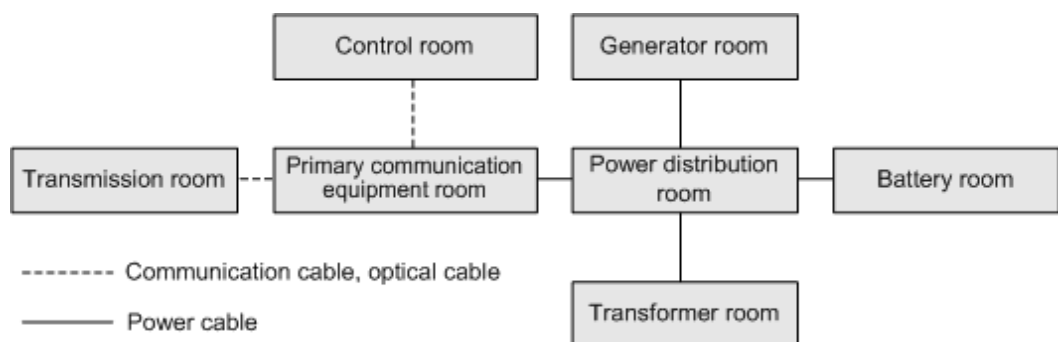 Control room
Generator room
Transmission room
Primary communication
equipment room
Power distribution
room
Battery room
Communication cable, optical cable
Power cable
Transformer room